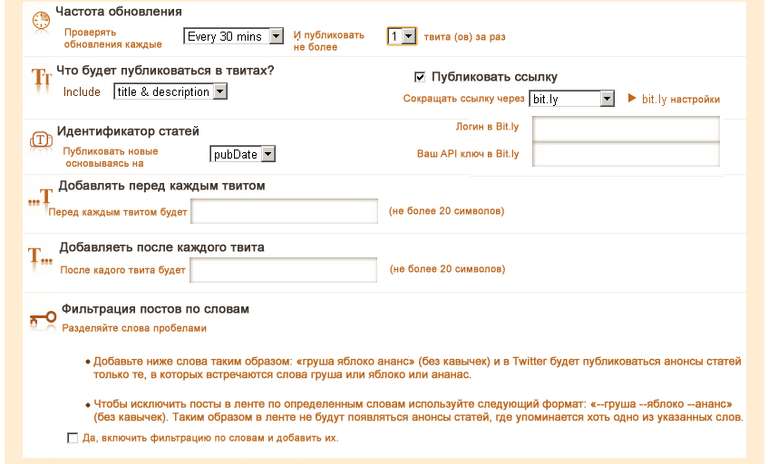 Частота обновления
Проверять
обновления каждые
Every 30 mins
И публиковать
не более
1
твита (ов) за раз
Тт
Что будет публиковаться в твитах?
Include
title & description
Публиковать ссылку
Сокращать ссылку через
bit.ly
bit.ly настройки
Логин в Bit.ly
Ваш API ключ в Bit.ly
T
Идентификатор статей
Публиковать новые
основываясь на
pubDate
...T
Добавлять перед каждым твитом
Перед каждым твитом будет
(не более 20 символов)
T...
Добавляеть после каждого твита
После кадого твита будет
(не более 20 символов)
Фильтрация постов по словам
Разделяйте слова пробелами
• Добавьте ниже слова таким образом: «груша яблоко ананс» (без кавычек) и в Twitter будет публиковаться анонсы статей
только те, в которых встречаются слова груша или яблоко или ананас.
• Чтобы исключить посты в ленте по определенным словам используйте следующий формат: «--груша --яблоко --ананс»
(без кавычек). Таким образом в ленте не будут появляться анонсы статей, где упоминается хоть одно из указанных слов.
Да, включить фильтрацию по словам и добавить их.